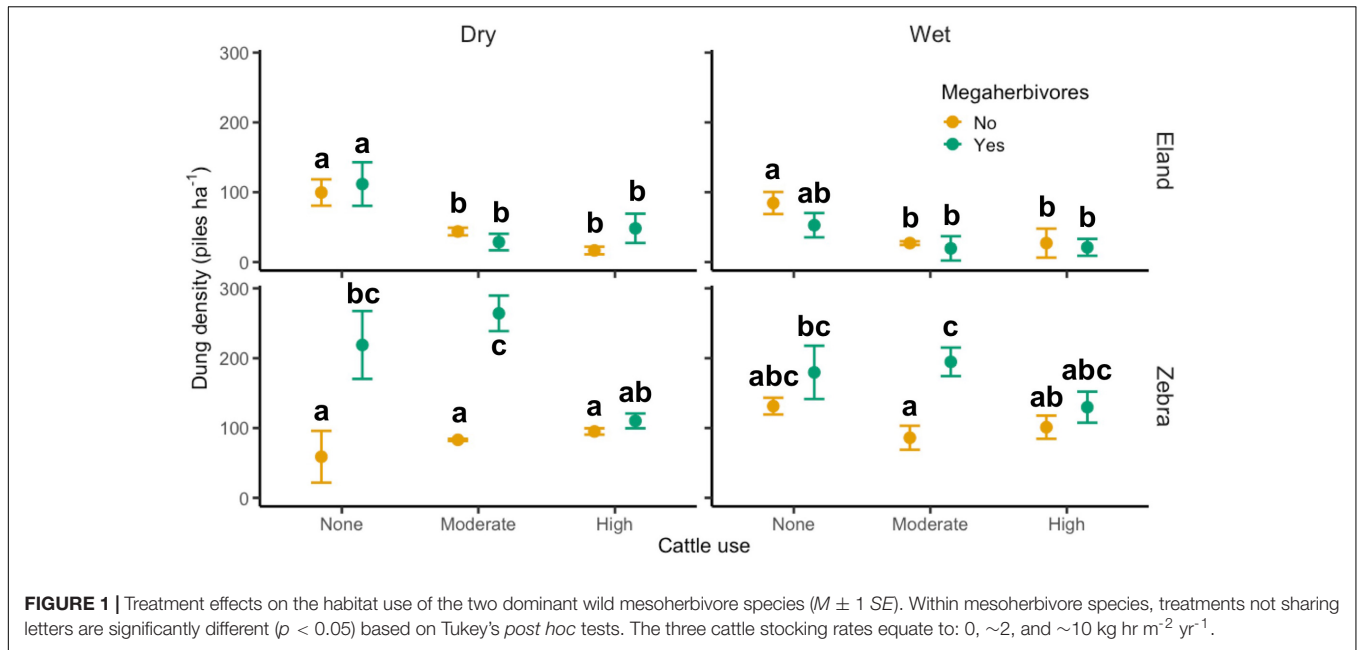 Dry Wet
300
200
100
0
Megaherbivores
No
Yes
a a b b b b
a ab b b b b
Eland
Dung density (piles ha-1)
300
200
100
0
a bc a c a ab
abc bc a c ab abc
Zebra
None Moderate High None Moderate High
Cattle use
FIGURE 1 | Treatment effects on the habitat use of the two dominant wild mesoherbivore species (M ± 1 SE). Within mesoherbivore species, treatments not sharing
letters are significantly different (p < 0.05) based on Tukey's post hoc tests. The three cattle stocking rates equate to: 0, ~2, and ~10 kg hr m-2 yr-1.